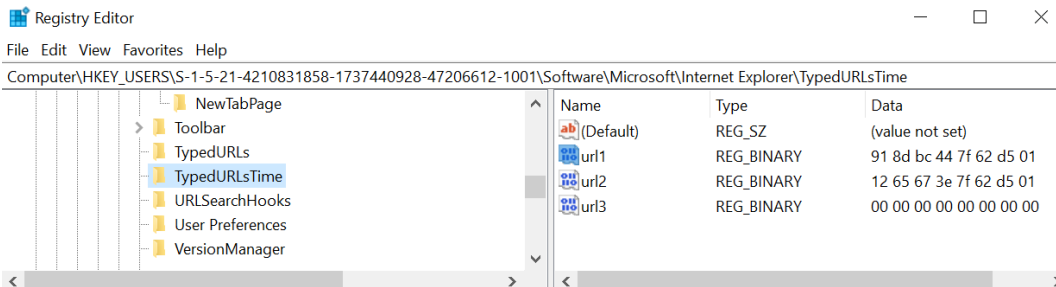 Registry Editor
File Edit View Favorites Help
Computer\HKEY_USERS\S-1-5-21-4210831858-1737440928-47206612-1001\Software\Microsoft\Internet Explorer\TypedURLsTime
NewTabPage
Toolbar
TypedURLs
TypedURLsTime
URLSearchHooks
User Preferences
VersionManager
Name Type Data
(Default) REG_SZ (value not set)
url1 REG_BINARY 91 8d bc 44 7f 62 d5 01
url2 REG_BINARY 12 65 67 3e 7f 62 d5 01
url3 REG_BINARY 00 00 00 00 00 00 00 00